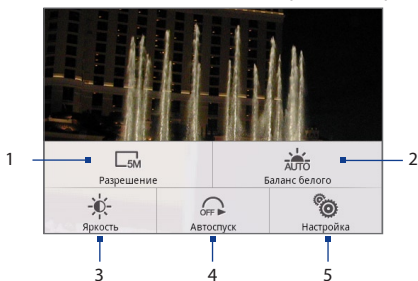 1
5M
Разрешение
AUTO
Баланс белого
2
Яркость
OFF
Автоспуск
Настройка
3
4
5